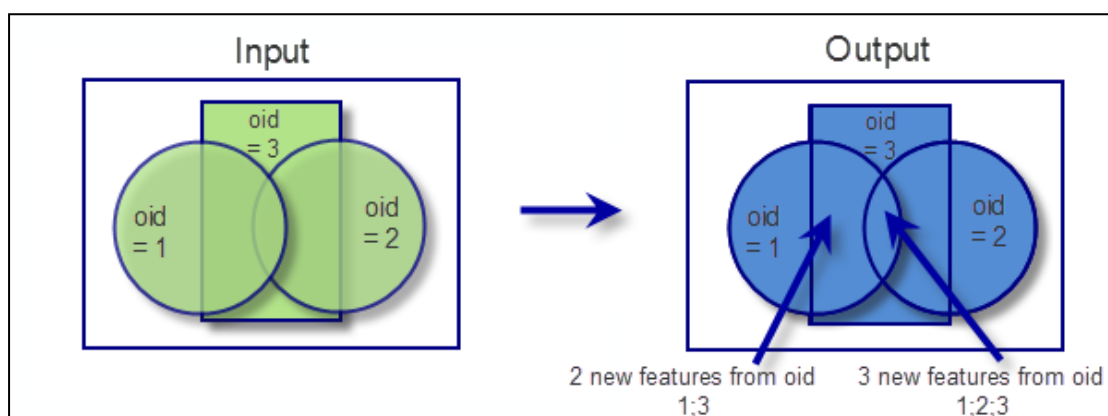 Input
oid
= 3
oid
= 1
oid
= 2
Output
oid
= 3
oid
= 1
oid
= 2
2 new features from oid
1;3
3 new features from oid
1;2;3